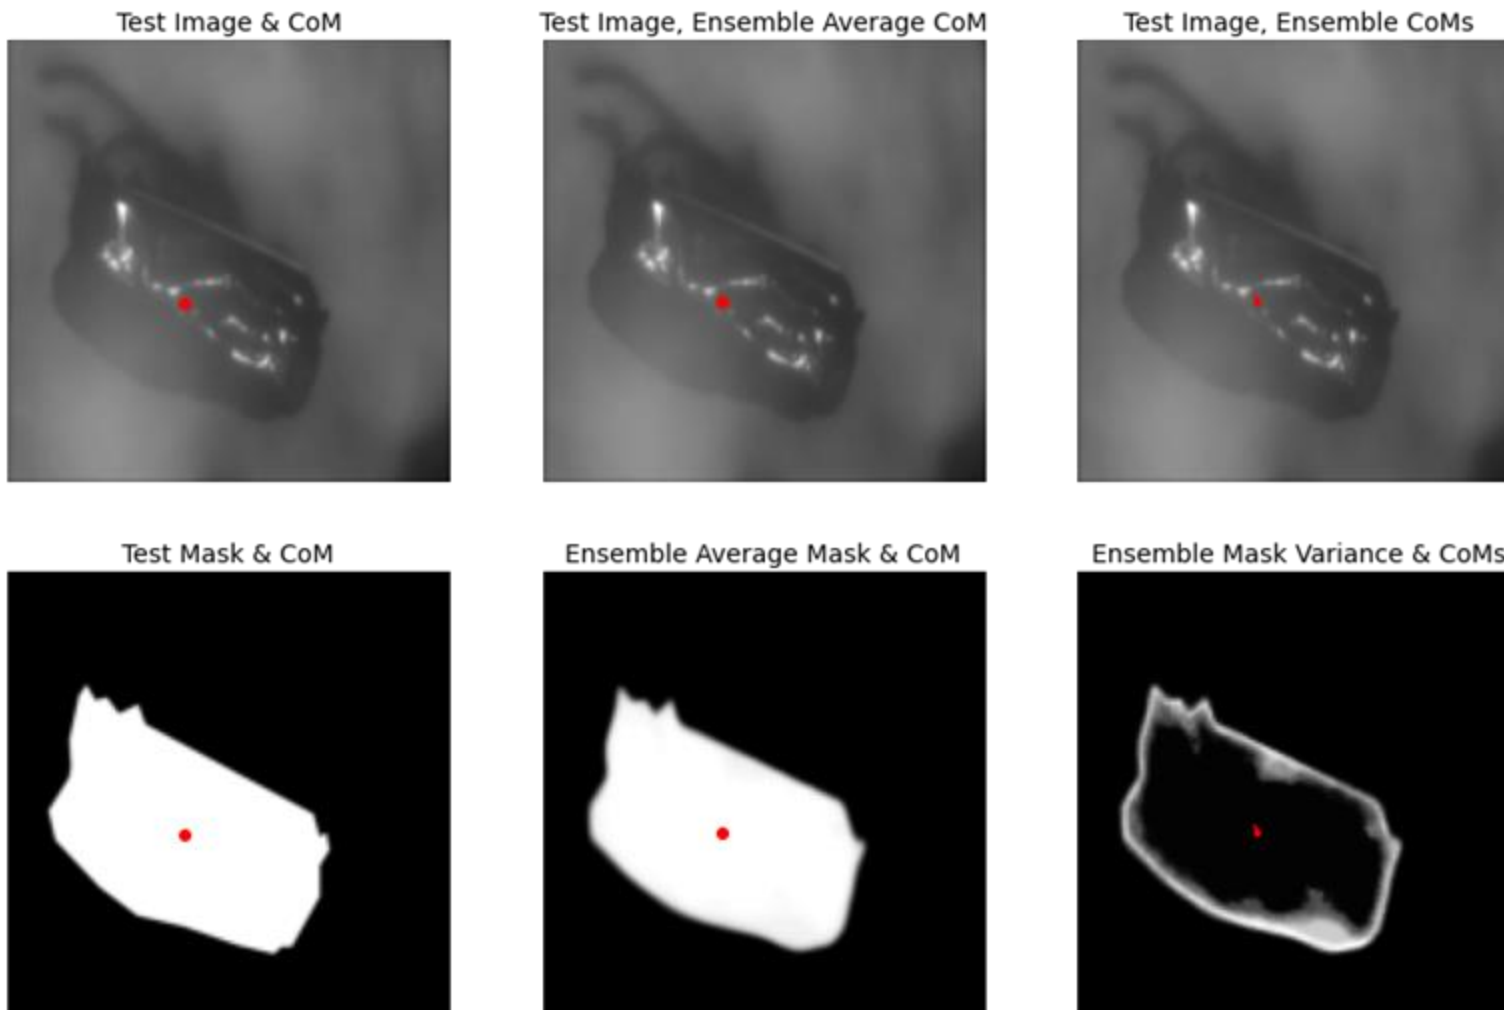 Test Image & CoM
Test Image, Ensemble Average CoM
Test Image, Ensemble CoMs
Test Mask & CoM
Ensemble Average Mask & CoM
Ensemble Mask Variance & CoMs